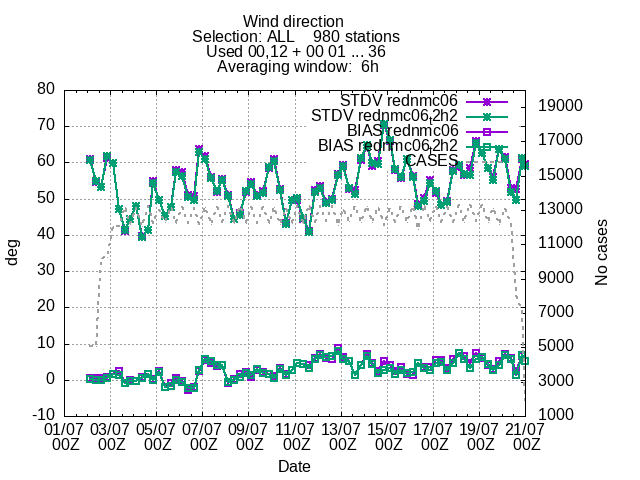 Wind direction
Selection: ALL    980 stations
Used 00,12 + 00 01 ... 36
Averaging window:  6h
STDV rednmc06
STDV rednmc06,2h2
BIAS rednmc06
BIAS rednmc06,2h2
CASES
80
70
60
50
40
30
20
10
0
-10
deg
19000
17000
15000
13000
11000
9000
7000
5000
3000
1000
No cases
01/07 03/07 05/07 07/07 09/07 11/07 13/07 15/07 17/07 19/07 21/07
00Z 00Z 00Z 00Z 00Z 00Z 00Z 00Z 00Z 00Z 00Z
Date